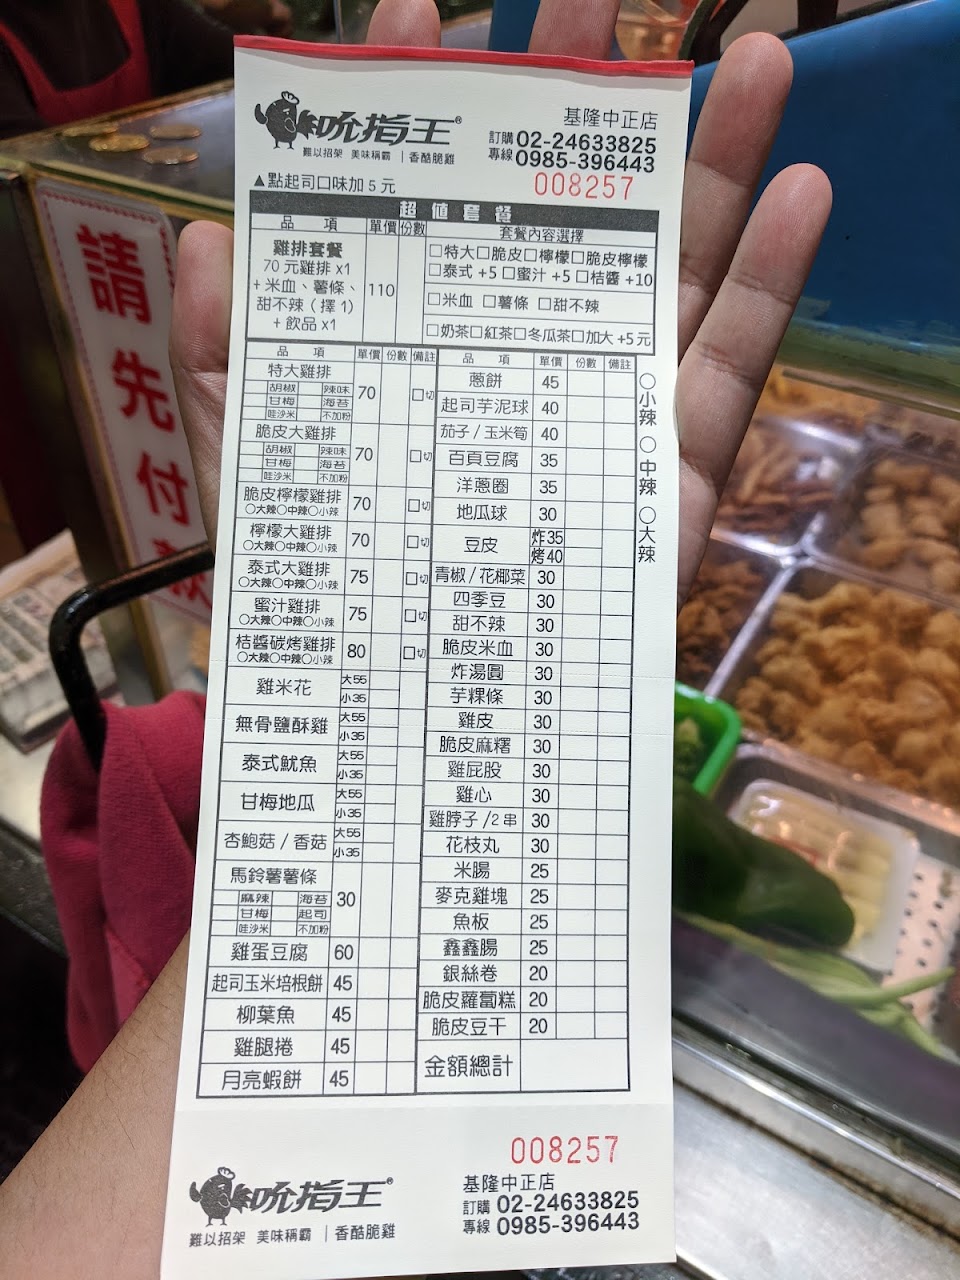 吮指王®
難以招架 美味稱霸 | 香酷脆雞
基隆中正店
訂購專線 02-24633825
0985-396443
008257
▲點起司口味加5元
超值套餐
品項 單價 份數 套餐內容選擇
雞排套餐
70元雞排x1
+米血、薯條、
甜不辣(擇1)
+飲品x1
110
□特大□脆皮□檸檬□脆皮檸檬
□泰式+5□蜜汁+5□桔醬+10
□米血 □薯條 □甜不辣
□奶茶□紅茶□冬瓜茶□加大+5元
品項 單價 份數 備註
特大雞排 70 □切
胡椒 辣味
甘梅 海苔
哇沙米 不加粉
脆皮大雞排 70 □切
胡椒 辣味
甘梅 海苔
哇沙米 不加粉
脆皮檸檬雞排 70 □切
○大辣○中辣○小辣
檸檬大雞排 70 □切
○大辣○中辣○小辣
泰式大雞排 75 □切
○大辣○中辣○小辣
蜜汁雞排 75 □切
○大辣○中辣○小辣
桔醬碳烤雞排 80 □切
○大辣○中辣○小辣
雞米花 大55 小35
無骨鹽酥雞 大55 小35
泰式魷魚 大55 小35
甘梅地瓜 大55 小35
杏鮑菇/香菇 大55 小35
馬鈴薯薯條 30
麻辣 海苔
甘梅 起司
哇沙米 不加粉
雞蛋豆腐 60
起司玉米培根餅 45
柳葉魚 45
雞腿捲 45
月亮蝦餅 45
品項 單價 份數 備註
蔥餅 45
起司芋泥球 40
茄子/玉米筍 40
百頁豆腐 35
洋蔥圈 35
地瓜球 30
豆皮 炸35 烤40
青椒/花椰菜 30
四季豆 30
甜不辣 30
脆皮米血 30
炸湯圓 30
芋粿條 30
雞皮 30
脆皮麻糬 30
雞屁股 30
雞心 30
雞脖子/2串 30
花枝丸 30
米腸 25
麥克雞塊 25
魚板 25
鑫鑫腸 25
銀絲卷 20
脆皮蘿蔔糕 20
脆皮豆干 20
金額總計
○小辣 ○中辣 ○大辣
008257
吮指王®
難以招架 美味稱霸 | 香酷脆雞
基隆中正店
訂購專線 02-24633825
0985-396443
請先付款